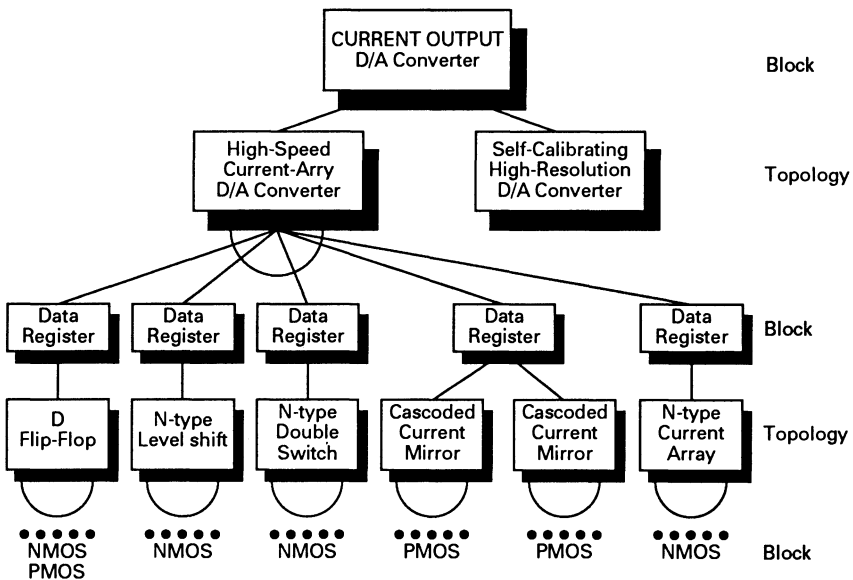 CURRENT OUTPUT
D/A Converter
Block
High-Speed
Current-Arry
D/A Converter
Self-Calibrating
High-Resolution
D/A Converter
Topology
Data
Register
Data
Register
Data
Register
Data
Register
Data
Register
Block
D
Flip-Flop
N-type
Level shift
N-type
Double
Switch
Cascoded
Current
Mirror
Cascoded
Current
Mirror
N-type
Current
Array
Topology
NMOS
PMOS
NMOS
NMOS
PMOS
PMOS
NMOS
Block